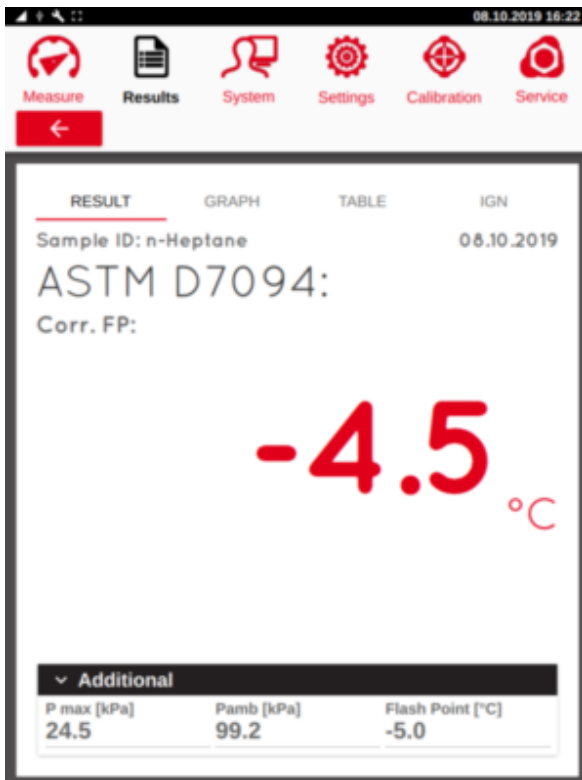 08.10.2019 16:22
Measure Results System Settings Calibration Service
RESULT GRAPH TABLE IGN
Sample ID: n-Heptane 08.10.2019
ASTM D7094:
Corr. FP:
-4.5 °C
Additional
P max [kPa] Pamb [kPa] Flash Point [°C]
24.5 99.2 -5.0